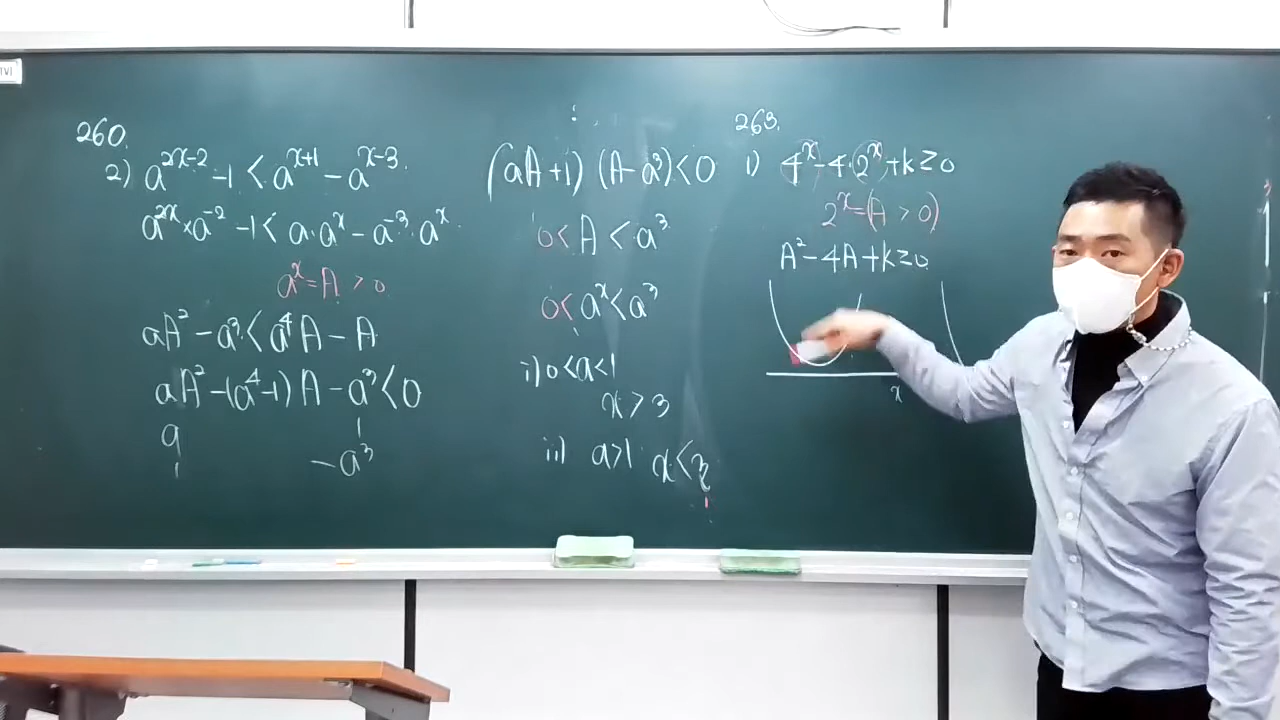 260.
2) a^{2x-2} -1 < a^{x+1} - a^{x-3}
a^{2x} × a^{-2} -1 < a·a^x - a^{-3}·a^x
a^x = A > 0
aA² - a³ < a⁴A - A
aA² - (a⁴-1)A - a³ < 0
a
1
-a³
(aA+1)(A-a³)<0
0< A < a³
0< a^x < a³
i) 0<a<1
x > 3
ii) a>1 x<3
263.
1) 4^x - 4·2^x + k ≥ 0
2^x = (A > 0)
A² - 4A + k ≥ 0
x